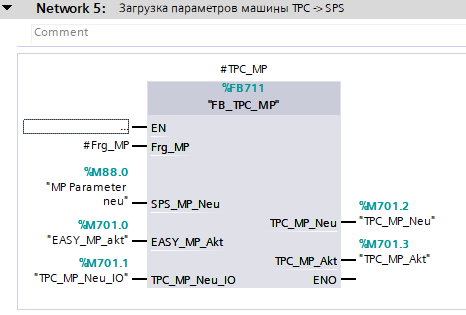 Network 5: Загрузка параметров машины TPC -> SPS
Comment
#TPC_MP
%FB711
"FB_TPC_MP"
... EN
#Frg_MP Frg_MP
%M88.0
"MP Parameter
neu" SPS_MP_Neu
%M701.2
TPC_MP_Neu "TPC_MP_Neu"
%M701.0
"EASY_MP_akt" EASY_MP_Akt
%M701.3
TPC_MP_Akt "TPC_MP_Akt"
%M701.1
"TPC_MP_Neu_IO" TPC_MP_Neu_IO ENO